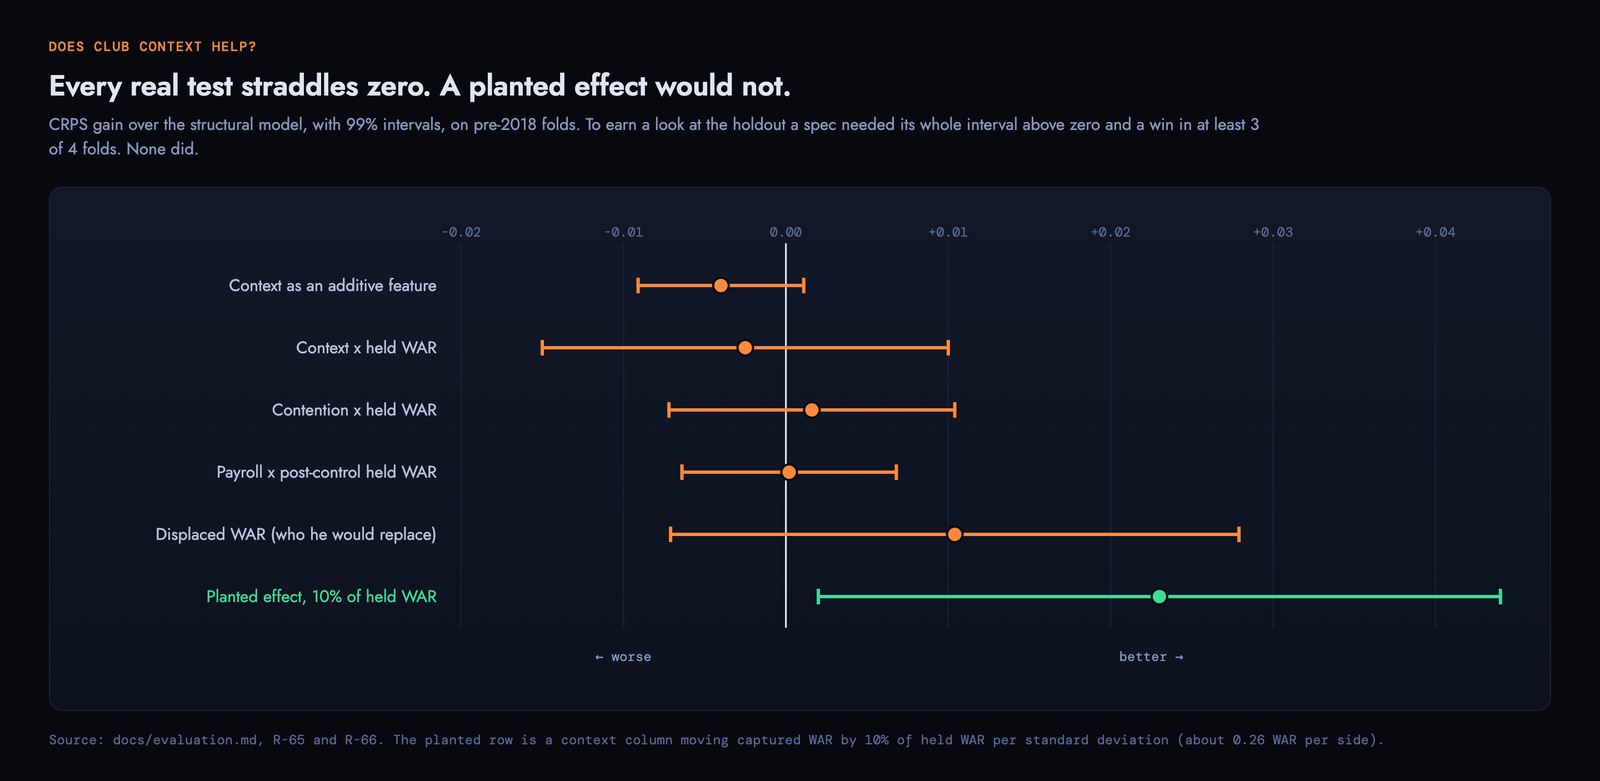 DOES CLUB CONTEXT HELP?
Every real test straddles zero. A planted effect would not.
CRPS gain over the structural model, with 99% intervals, on pre-2018 folds. To earn a look at the holdout a spec needed its whole interval above zero and a win in at least 3
of 4 folds. None did.
-0.02 -0.01 0.00 +0.01 +0.02 +0.03 +0.04
Context as an additive feature
Context x held WAR
Contention x held WAR
Payroll x post-control held WAR
Displaced WAR (who he would replace)
Planted effect, 10% of held WAR
← worse better →
Source: docs/evaluation.md, R-65 and R-66. The planted row is a context column moving captured WAR by 10% of held WAR per standard deviation (about 0.26 WAR per side).